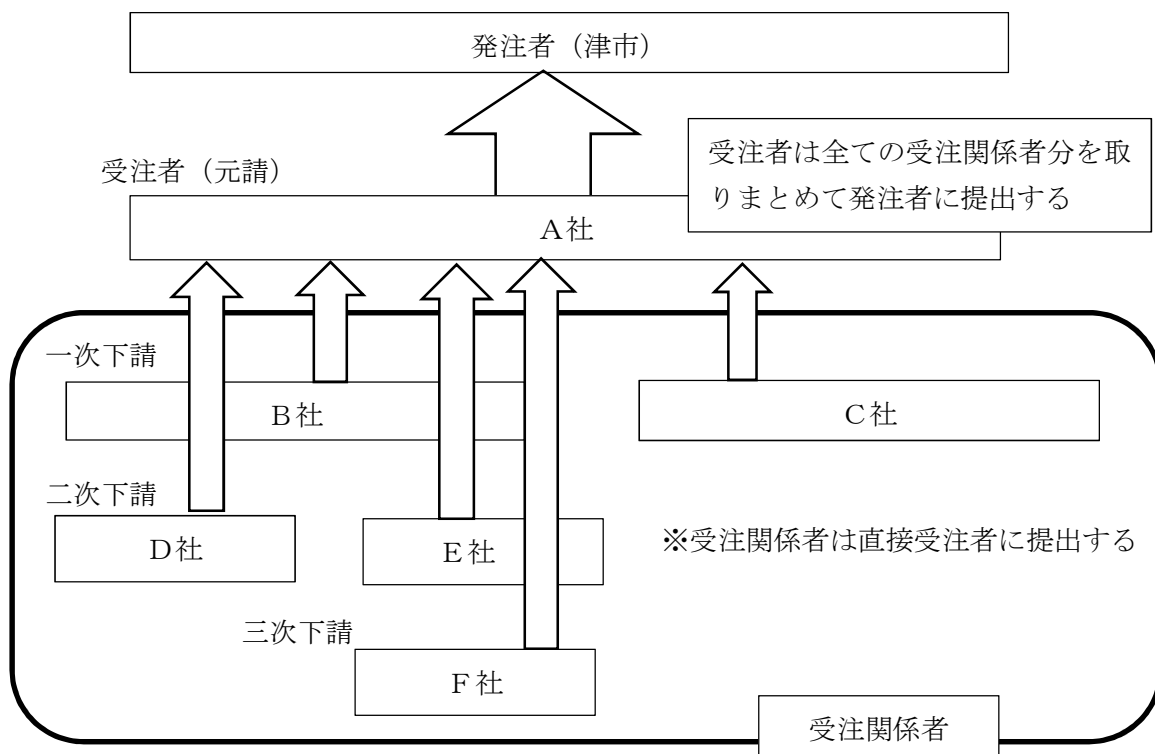 発注者（津市）
受注者は全ての受注関係者分を取
りまとめて発注者に提出する
受注者（元請）
Ａ社
一次下請
Ｂ社
Ｃ社
二次下請
Ｄ社
Ｅ社
※受注関係者は直接受注者に提出する
三次下請
Ｆ社
受注関係者